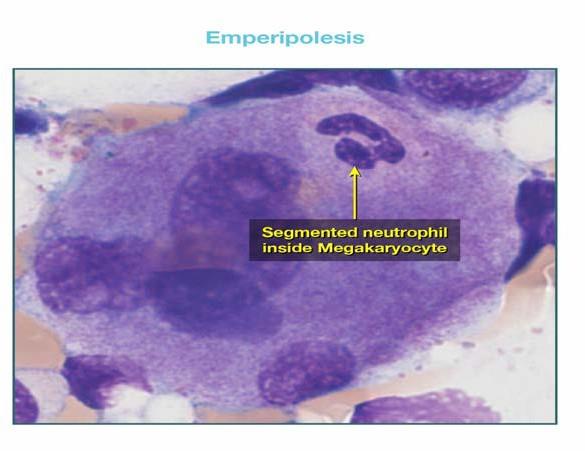 Emperipolesis
Segmented neutrophil
inside Megakaryocyte